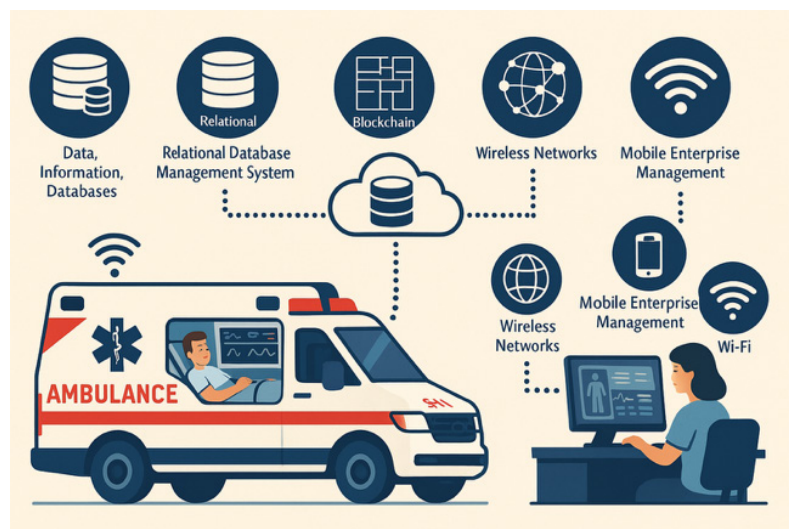 Relational
Blockchain
Data,
Information,
Databases
Relational Database
Management System
Wireless Networks
Mobile Enterprise
Management
Wireless
Networks
Mobile Enterprise
Management
Wi-Fi
AMBULANCE